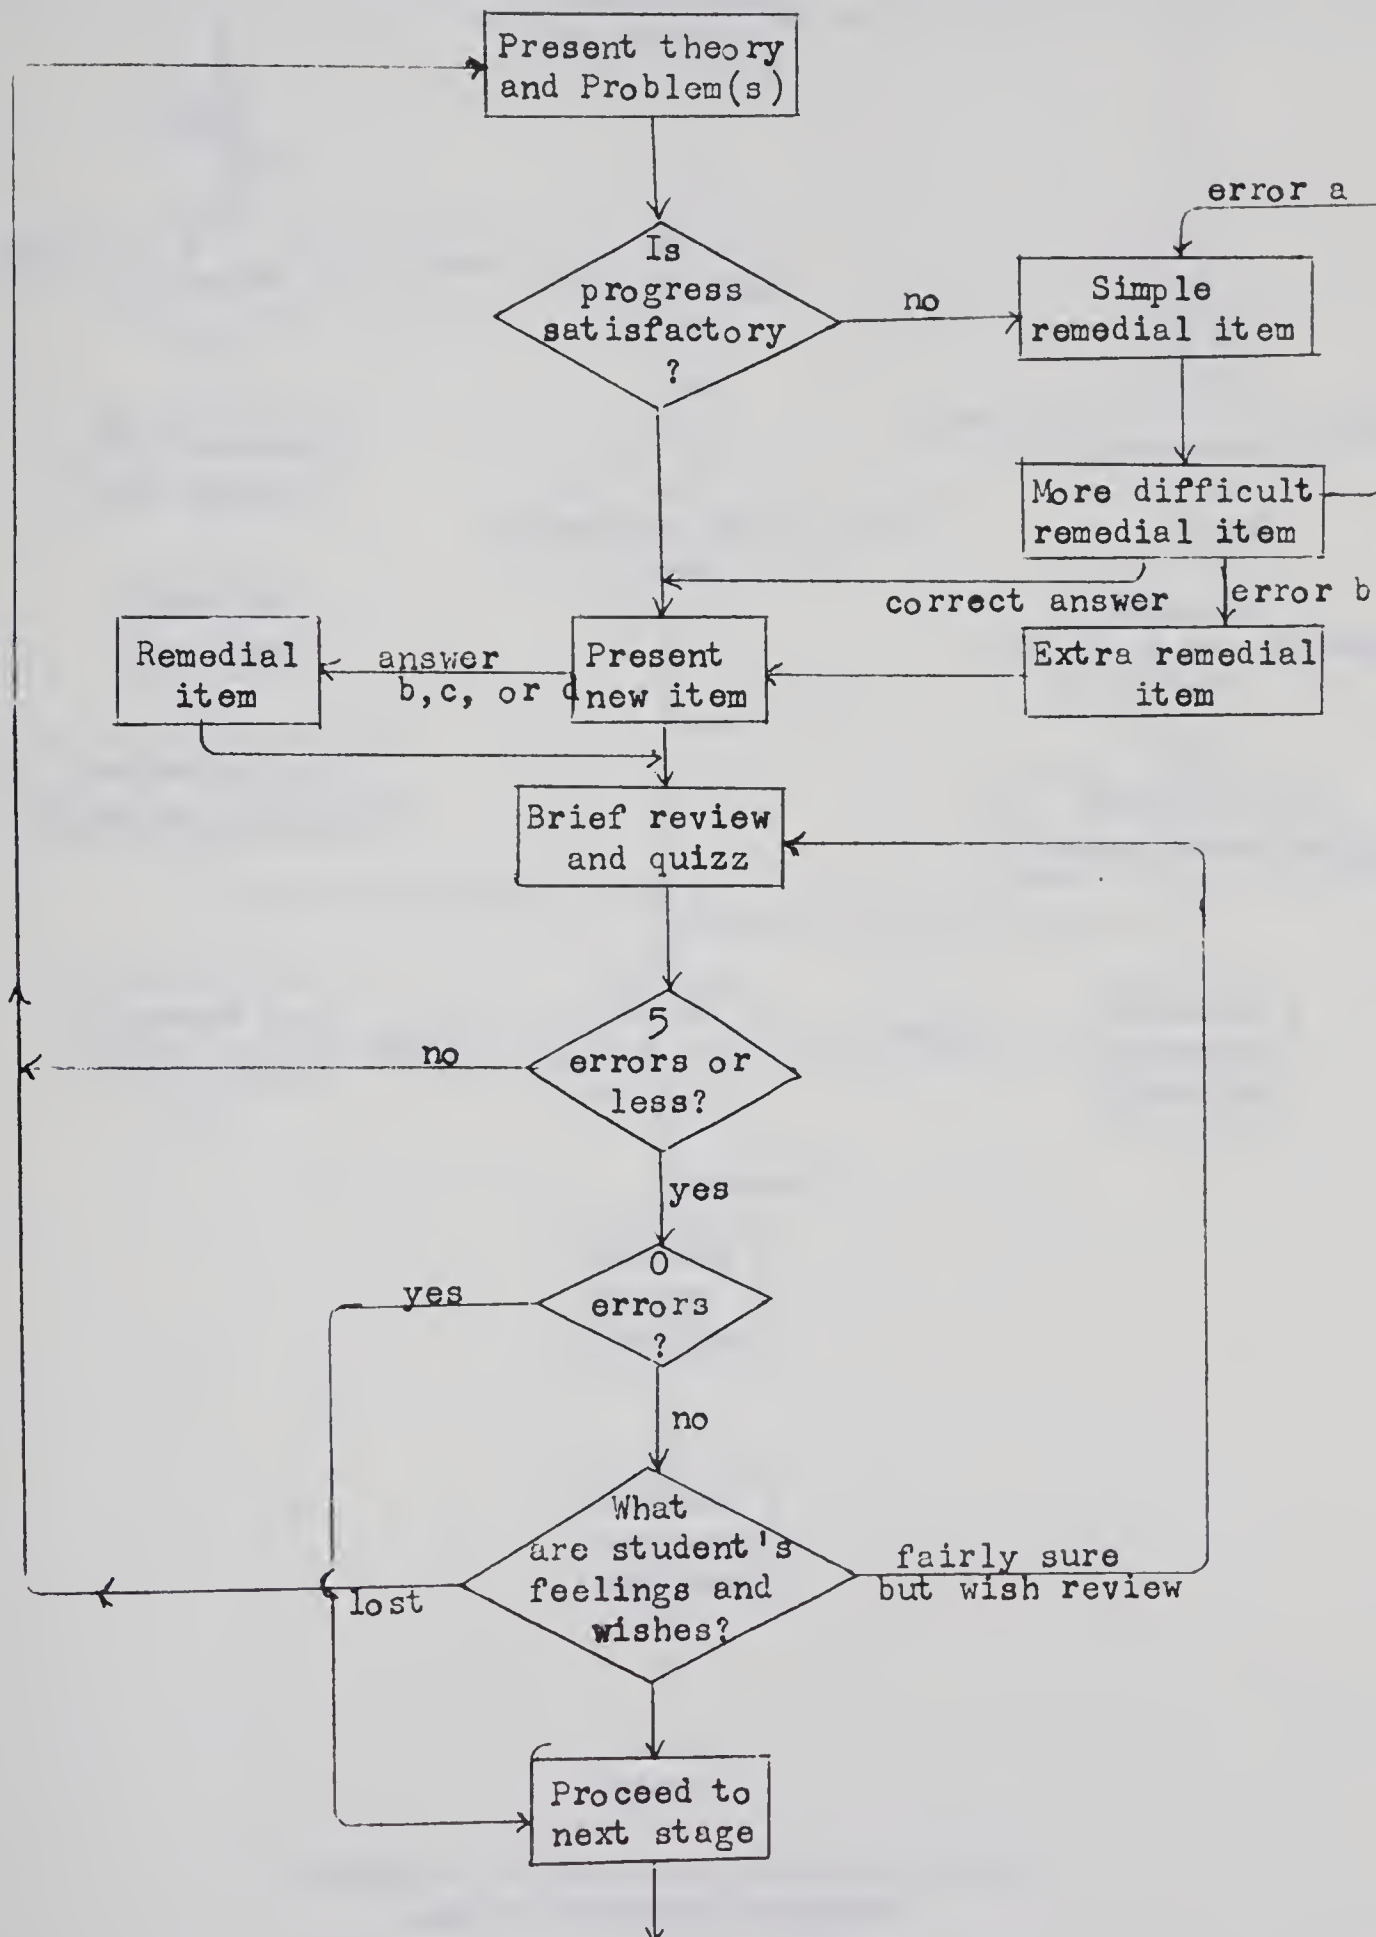 Present theory
and Problem(s)
error a
Is
progress
satisfactory
?
no
Simple
remedial item
More difficult
remedial item
correct answer
error b
Remedial
item
answer
b,c, or d
Present
new item
Extra remedial
item
Brief review
and quizz
5
errors or
less?
no
yes
0
errors
?
yes
no
What
are student's
feelings and
wishes?
lost
fairly sure
but wish review
Proceed to
next stage